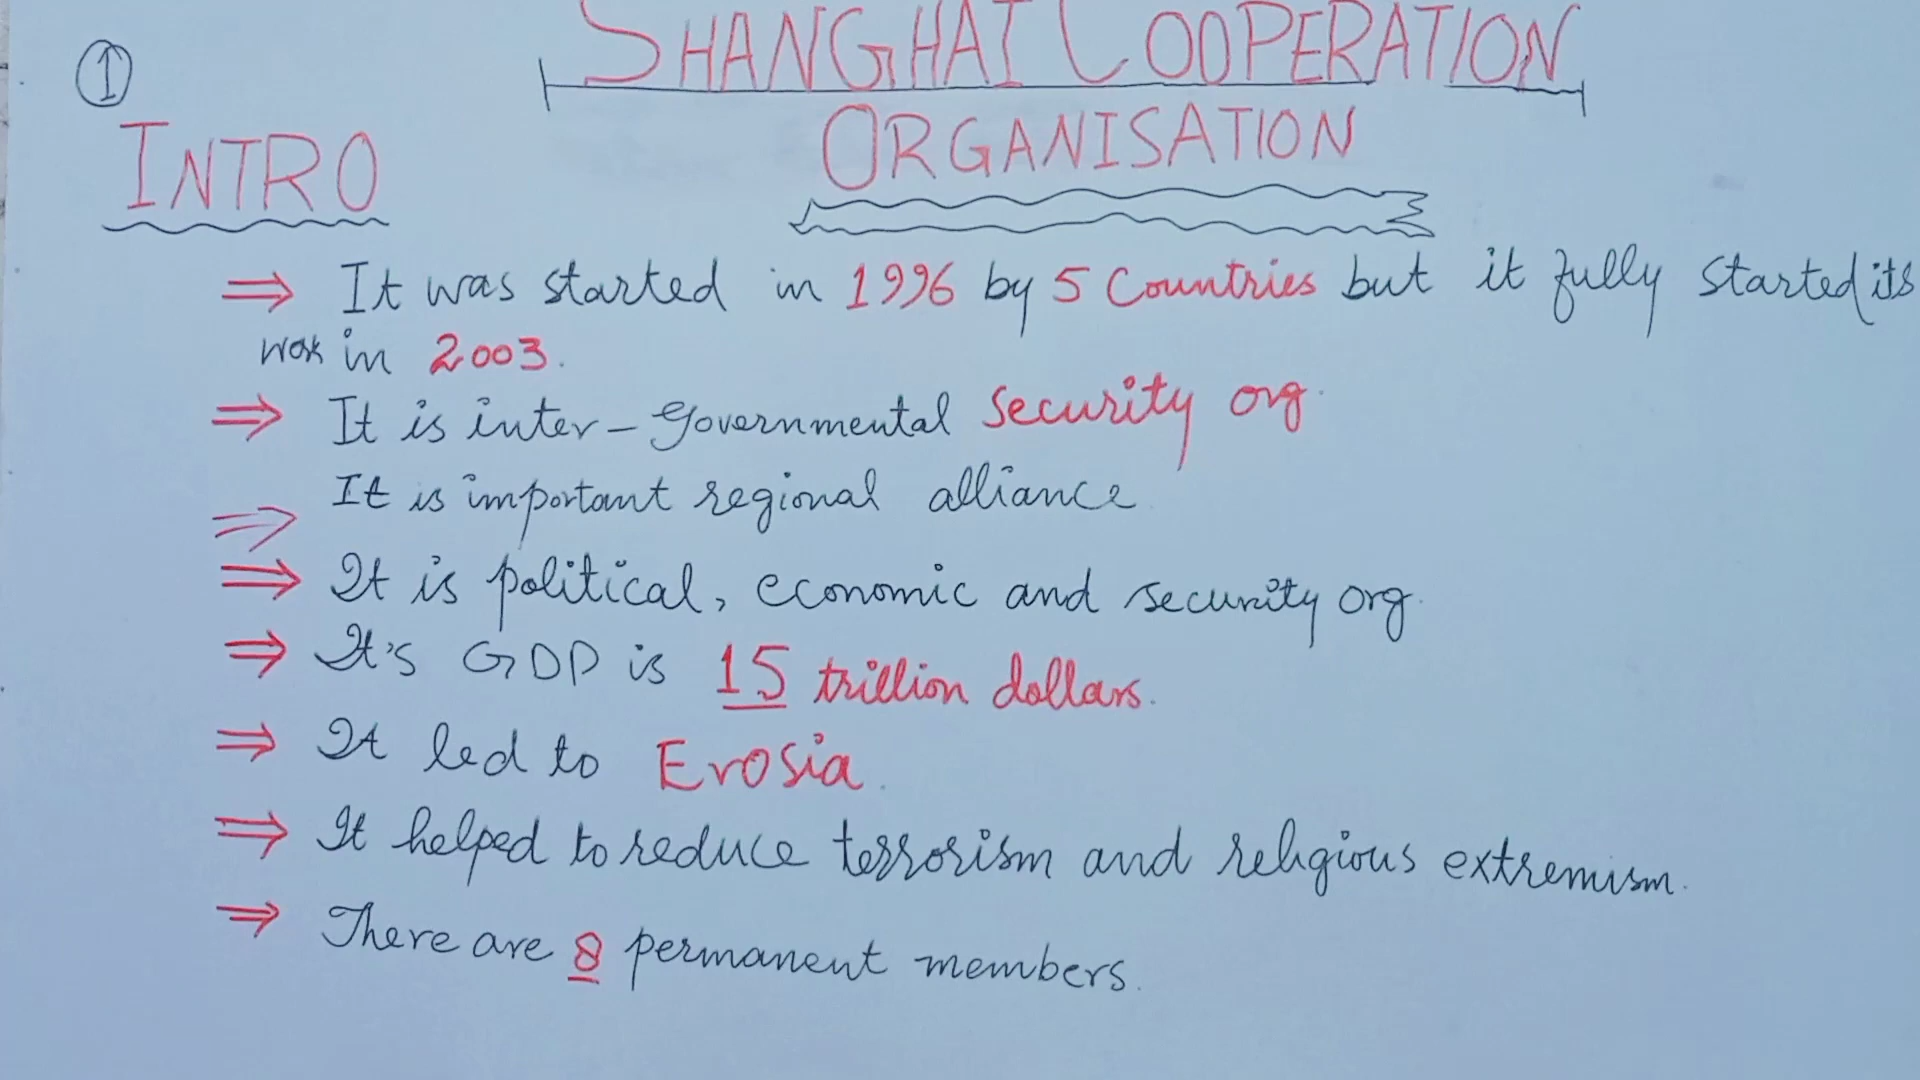 1
SHANGHAI COOPERATION
ORGANISATION
INTRO
⇒ It was started in 1996 by 5 Countries but it fully started its
work in 2003.
⇒ It is inter-governmental security org.
⇒ It is important regional alliance
⇒ It is political, economic and security org.
⇒ It's GDP is 15 trillion dollars.
⇒ It led to Erosia.
⇒ It helped to reduce terrorism and religious extremism.
⇒ There are 8 permanent members.